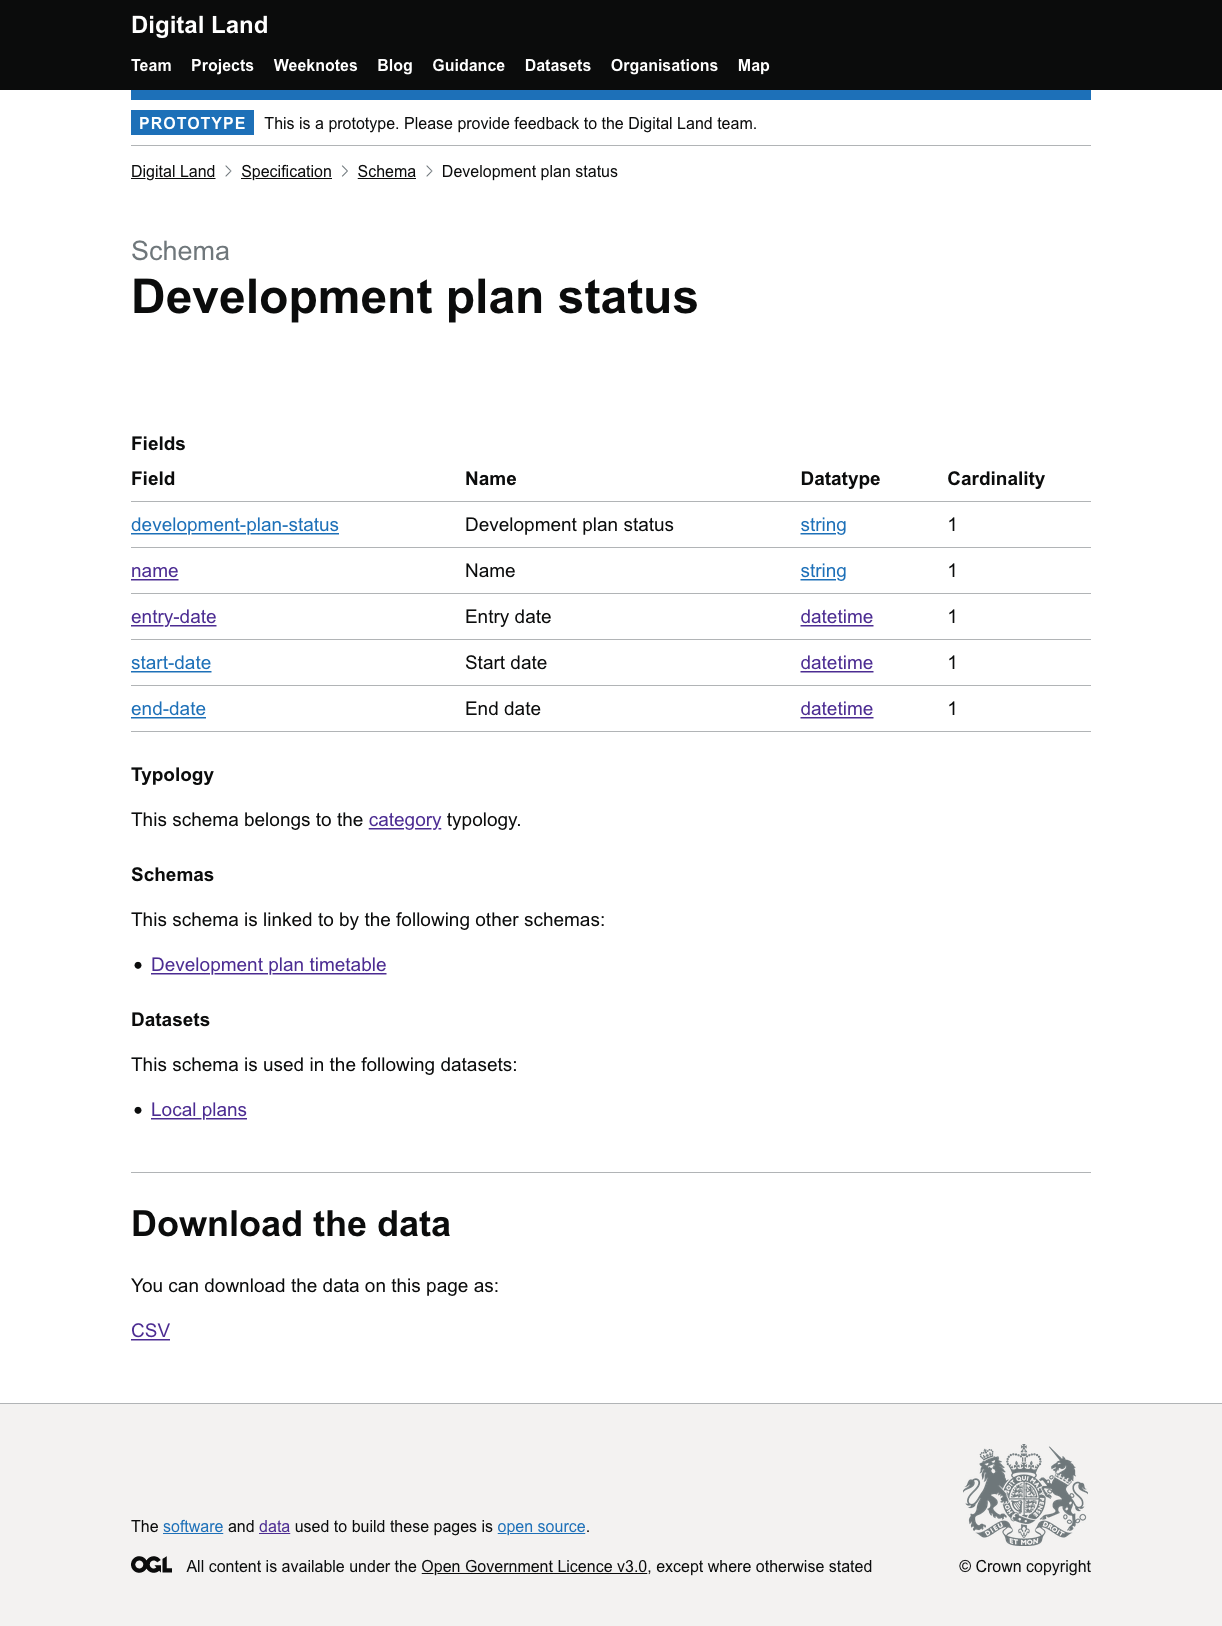 Digital Land
Team Projects Weeknotes Blog Guidance Datasets Organisations Map
PROTOTYPE This is a prototype. Please provide feedback to the Digital Land team.
Digital Land > Specification > Schema > Development plan status
Schema
Development plan status
Fields
Field Name Datatype Cardinality
development-plan-status Development plan status string 1
name Name string 1
entry-date Entry date datetime 1
start-date Start date datetime 1
end-date End date datetime 1
Typology
This schema belongs to the category typology.
Schemas
This schema is linked to by the following other schemas:
• Development plan timetable
Datasets
This schema is used in the following datasets:
• Local plans
Download the data
You can download the data on this page as:
CSV
The software and data used to build these pages is open source.
DIEU ET MON DROIT
OGL All content is available under the Open Government Licence v3.0, except where otherwise stated
© Crown copyright